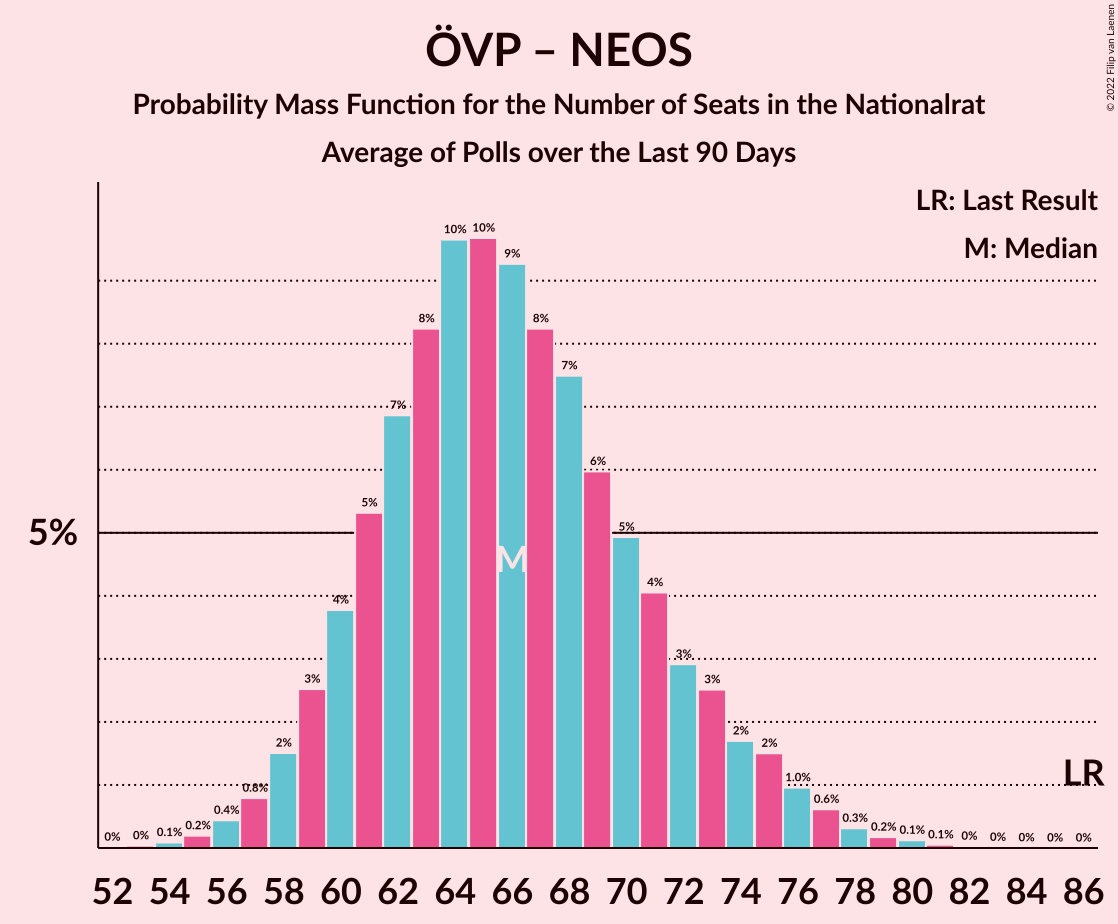 ÖVP – NEOS
Probability Mass Function for the Number of Seats in the Nationalrat
Average of Polls over the Last 90 Days
© 2022 Filip van Laenen
LR: Last Result
M: Median
5%
0% 0% 0.1% 0.2% 0.4% 0.8% 2% 3% 4% 5% 7% 8% 10% 10% 9% 8% 7% 6% 5% 4% 3% 3% 2% 2% 1.0% 0.6% 0.3% 0.2% 0.1% 0.1% 0% 0% 0% 0% 0%
M
LR
52 54 56 58 60 62 64 66 68 70 72 74 76 78 80 82 84 86